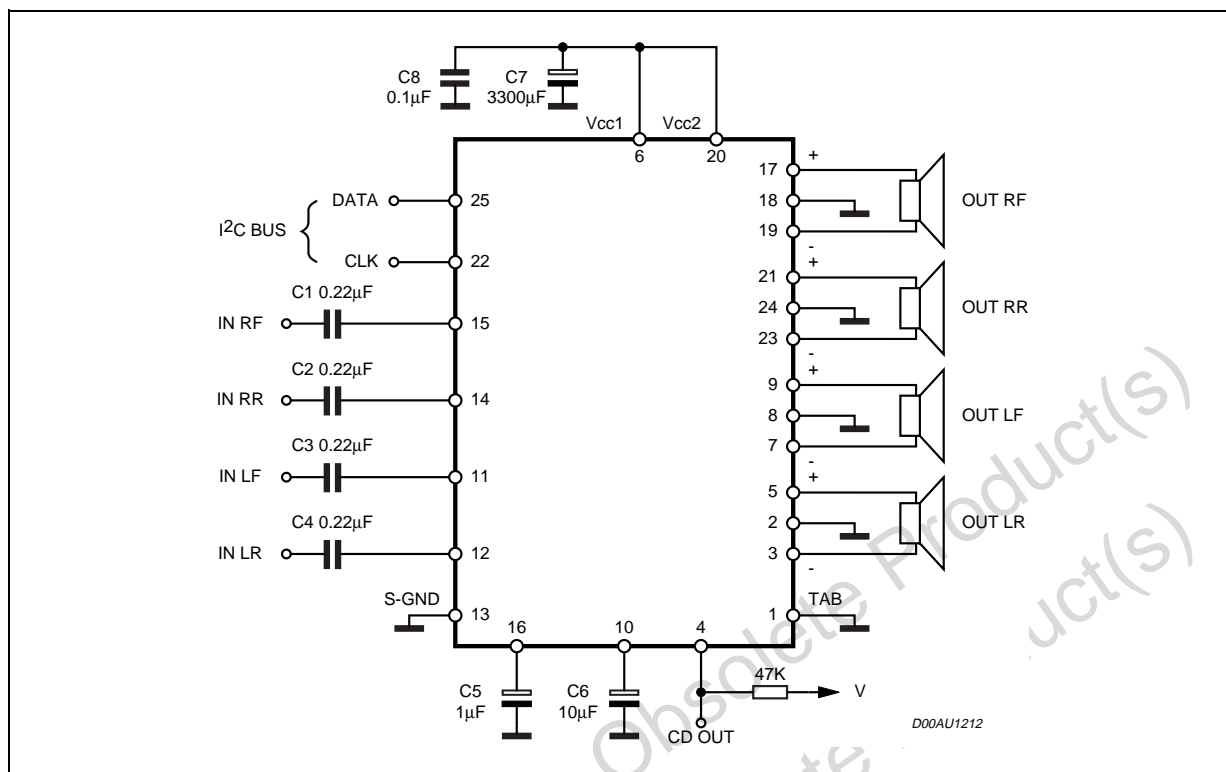 C8
0.1µF
C7
3300µF
Vcc1
Vcc2
6
20
I2C BUS
DATA
25
CLK
22
C1 0.22µF
IN RF
15
C2 0.22µF
IN RR
14
C3 0.22µF
IN LF
11
C4 0.22µF
IN LR
12
S-GND
13
17
+
18
19
-
OUT RF
21
+
24
23
-
OUT RR
9
+
8
7
-
OUT LF
5
+
2
3
-
OUT LR
1
TAB
16
10
4
C5
1µF
C6
10µF
47K
V
CD OUT
D00AU1212
Obsolete Product(s)
ete
uct(s)